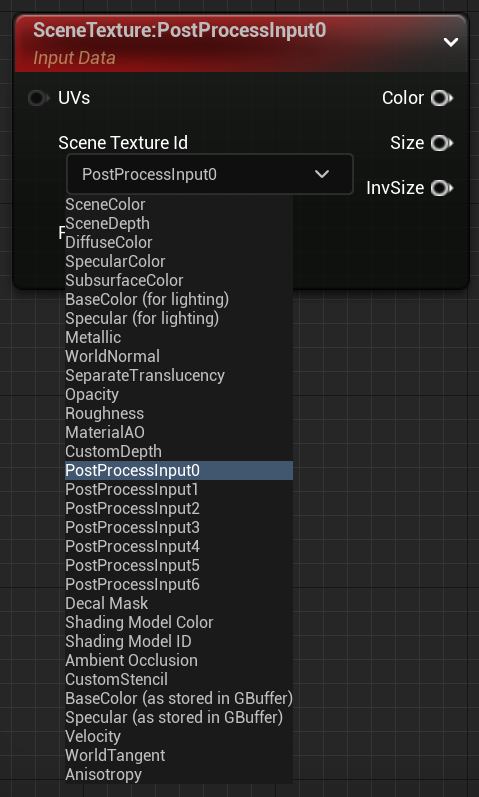 SceneTexture:PostProcessInput0
Input Data
UVs
Color
Scene Texture Id
Size
PostProcessInput0
InvSize
F
SceneColor
SceneDepth
DiffuseColor
SpecularColor
SubsurfaceColor
BaseColor (for lighting)
Specular (for lighting)
Metallic
WorldNormal
SeparateTranslucency
Opacity
Roughness
MaterialAO
CustomDepth
PostProcessInput0
PostProcessInput1
PostProcessInput2
PostProcessInput3
PostProcessInput4
PostProcessInput5
PostProcessInput6
Decal Mask
Shading Model Color
Shading Model ID
Ambient Occlusion
CustomStencil
BaseColor (as stored in GBuffer)
Specular (as stored in GBuffer)
Velocity
WorldTangent
Anisotropy